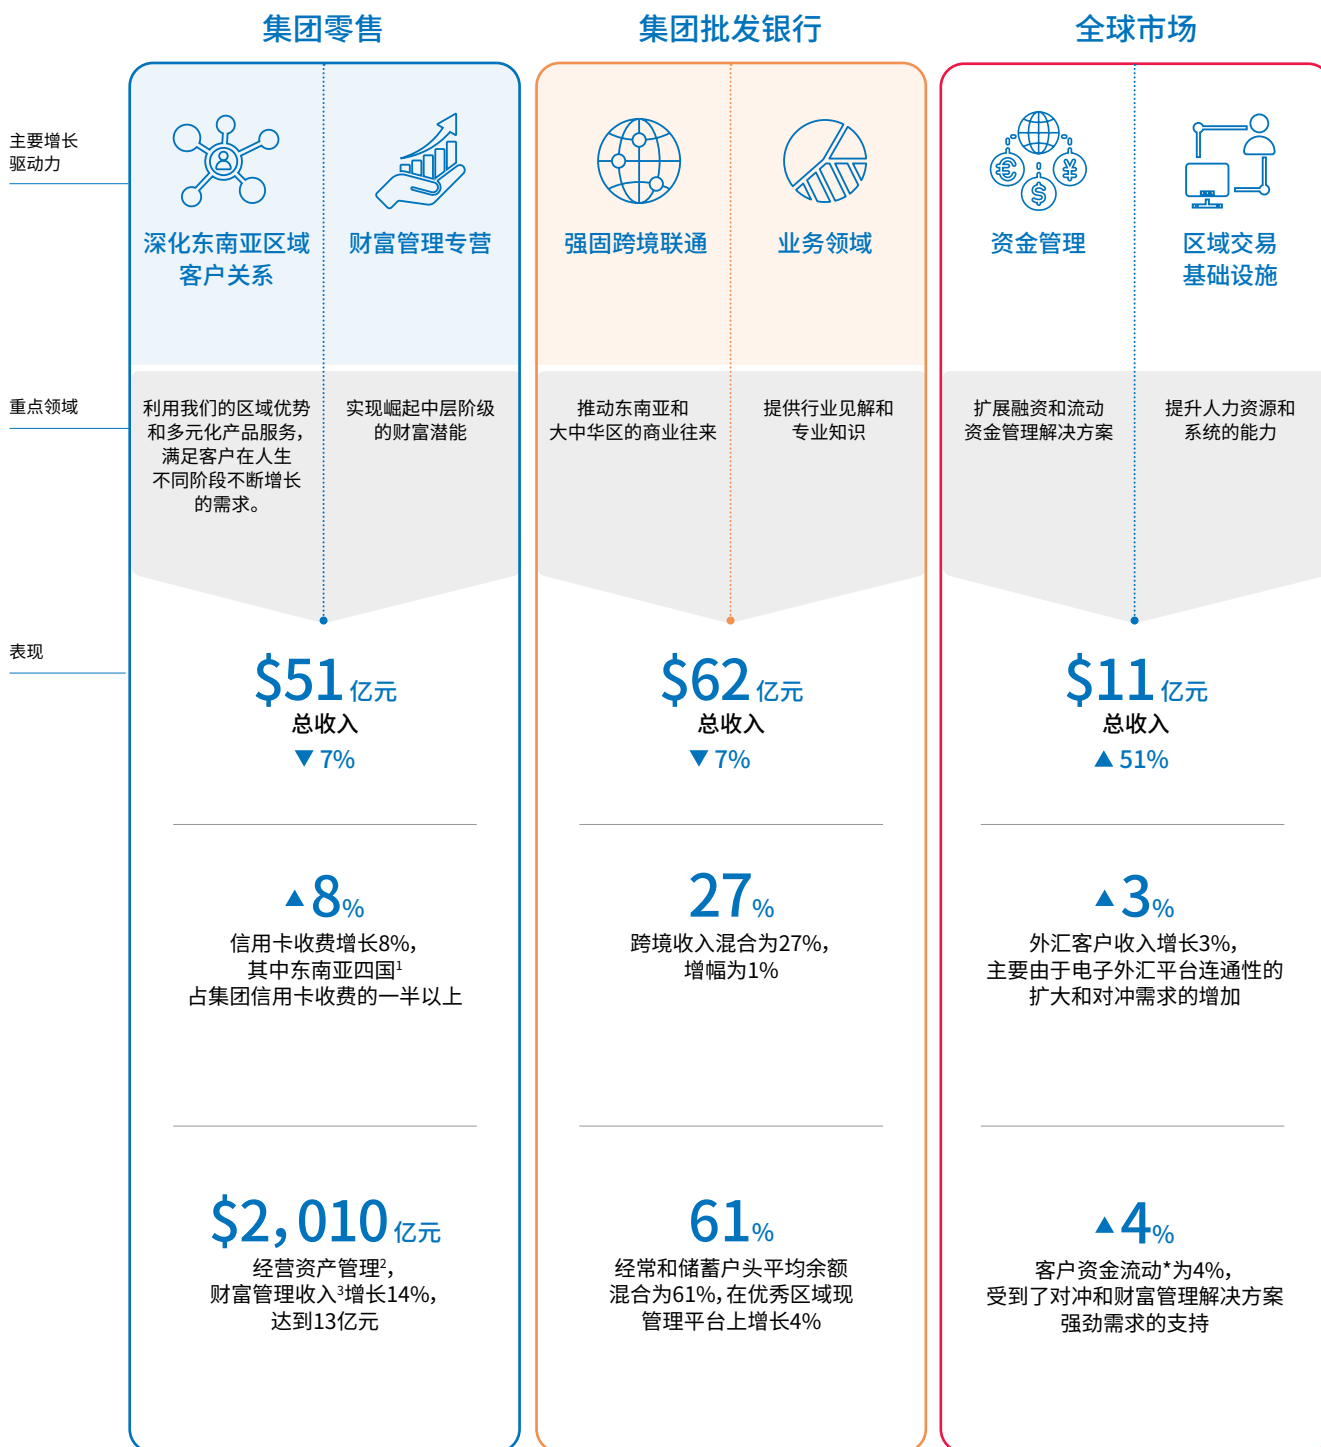 集团零售
集团批发银行
全球市场
主要增长
驱动力
深化东南亚区域
客户关系
财富管理专营
强固跨境联通
业务领域
资金管理
区域交易
基础设施
重点领域
利用我们的区域优势
和多元化产品服务，
满足客户在人生
不同阶段不断增长
的需求。
实现崛起中层阶级
的财富潜能
推动东南亚和
大中华区的商业往来
提供行业见解和
专业知识
扩展融资和流动
资金管理解决方案
提升人力资源和
系统的能力
表现
$51 亿元
总收入
▼ 7%
$62 亿元
总收入
▼ 7%
$11 亿元
总收入
▲ 51%
▲ 8%
信用卡收费增长8%，
其中东南亚四国1
占集团信用卡收费的一半以上
27%
跨境收入混合为27%，
增幅为1%
▲ 3%
外汇客户收入增长3%，
主要由于电子外汇平台连通性的
扩大和对冲需求的增加
$2，010 亿元
经营资产管理2，
财富管理收入3增长14%，
达到13亿元
61%
经常和储蓄户头平均余额
混合为61%，在优秀区域现
管理平台上增长4%
▲ 4%
客户资金流动*为4%，
受到了对冲和财富管理解决方案
强劲需求的支持